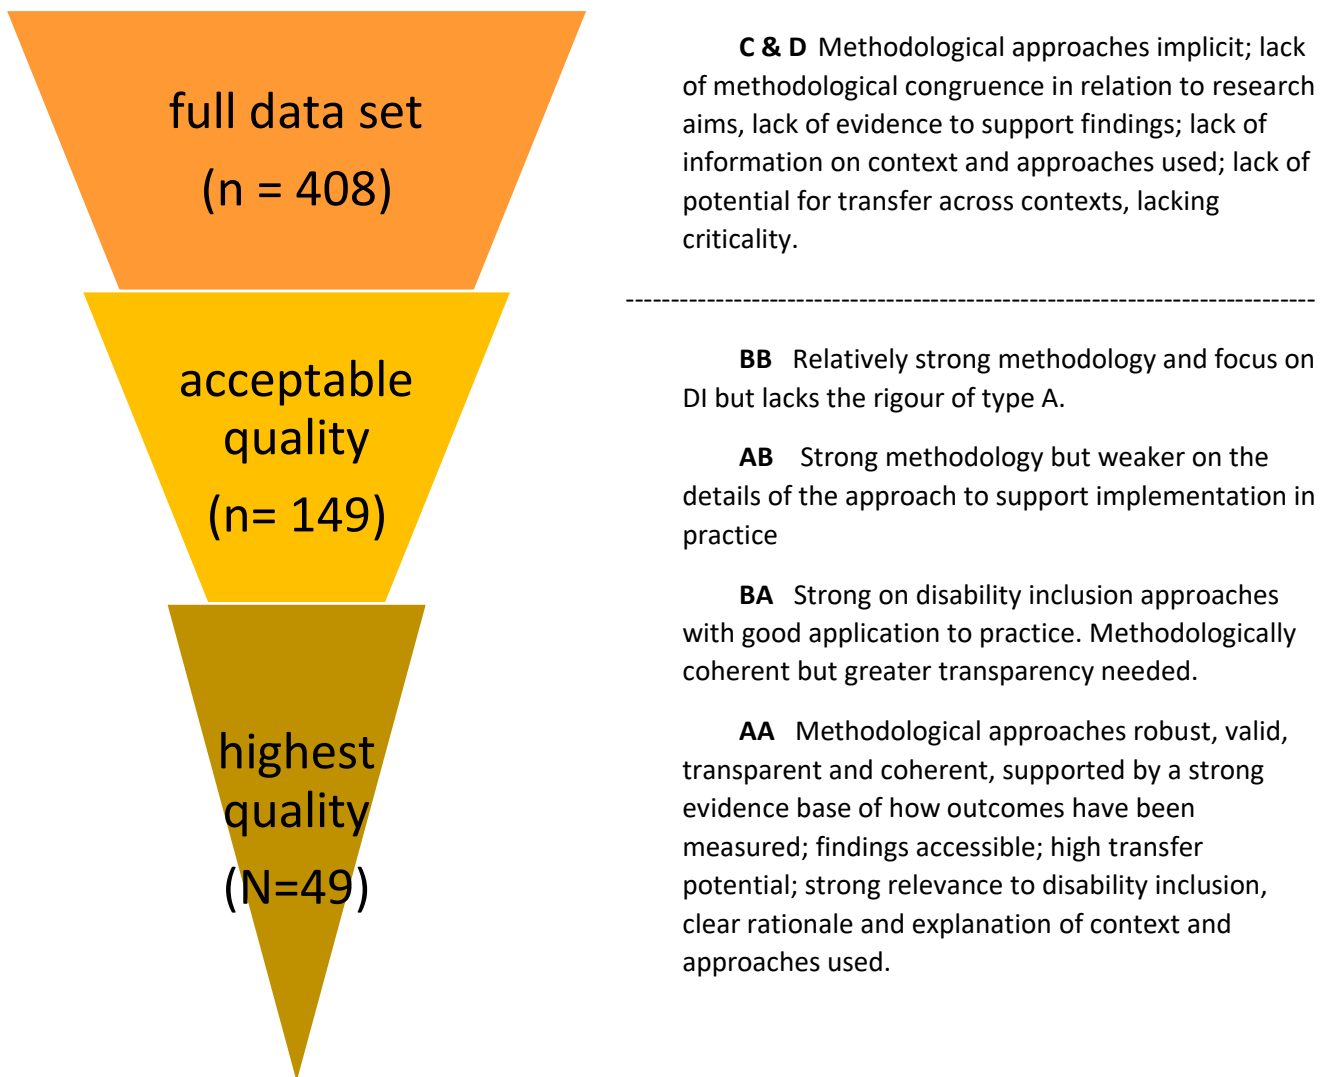 full data set
(n = 408)
acceptable
quality
(n= 149)
highest
quality
(N=49)
C & D Methodological approaches implicit; lack
of methodological congruence in relation to research
aims, lack of evidence to support findings; lack of
information on context and approaches used; lack of
potential for transfer across contexts, lacking
criticality.
-----------------------------------------------------------------------------
BB Relatively strong methodology and focus on
DI but lacks the rigour of type A.
AB Strong methodology but weaker on the
details of the approach to support implementation in
practice
BA Strong on disability inclusion approaches
with good application to practice. Methodologically
coherent but greater transparency needed.
AA Methodological approaches robust, valid,
transparent and coherent, supported by a strong
evidence base of how outcomes have been
measured; findings accessible; high transfer
potential; strong relevance to disability inclusion,
clear rationale and explanation of context and
approaches used.